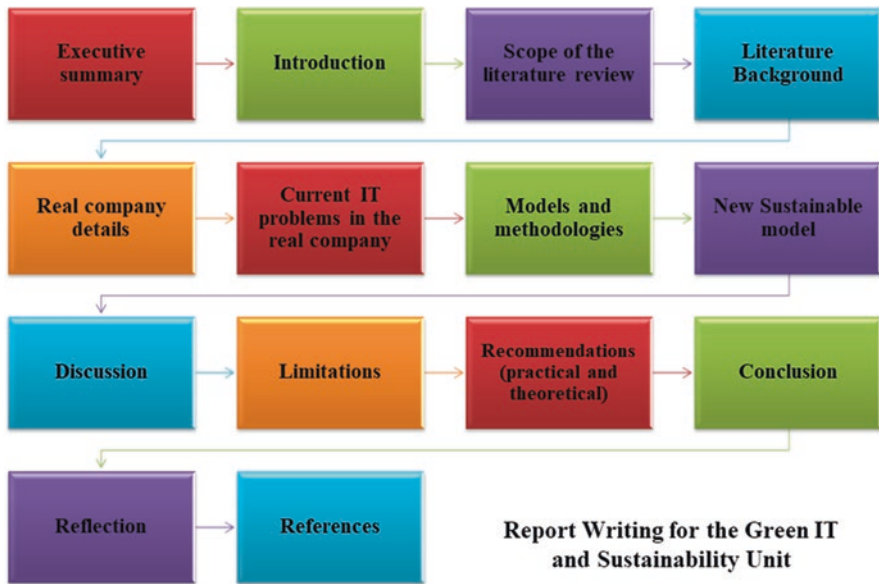 Executive
summary
Introduction
Scope of the
literature review
Literature
Background
Real company
details
Current IT
problems in the
real company
Models and
methodologies
New Sustainable
model
Discussion
Limitations
Recommendations
(practical and
theoretical)
Conclusion
Reflection
References
Report Writing for the Green IT
and Sustainability Unit